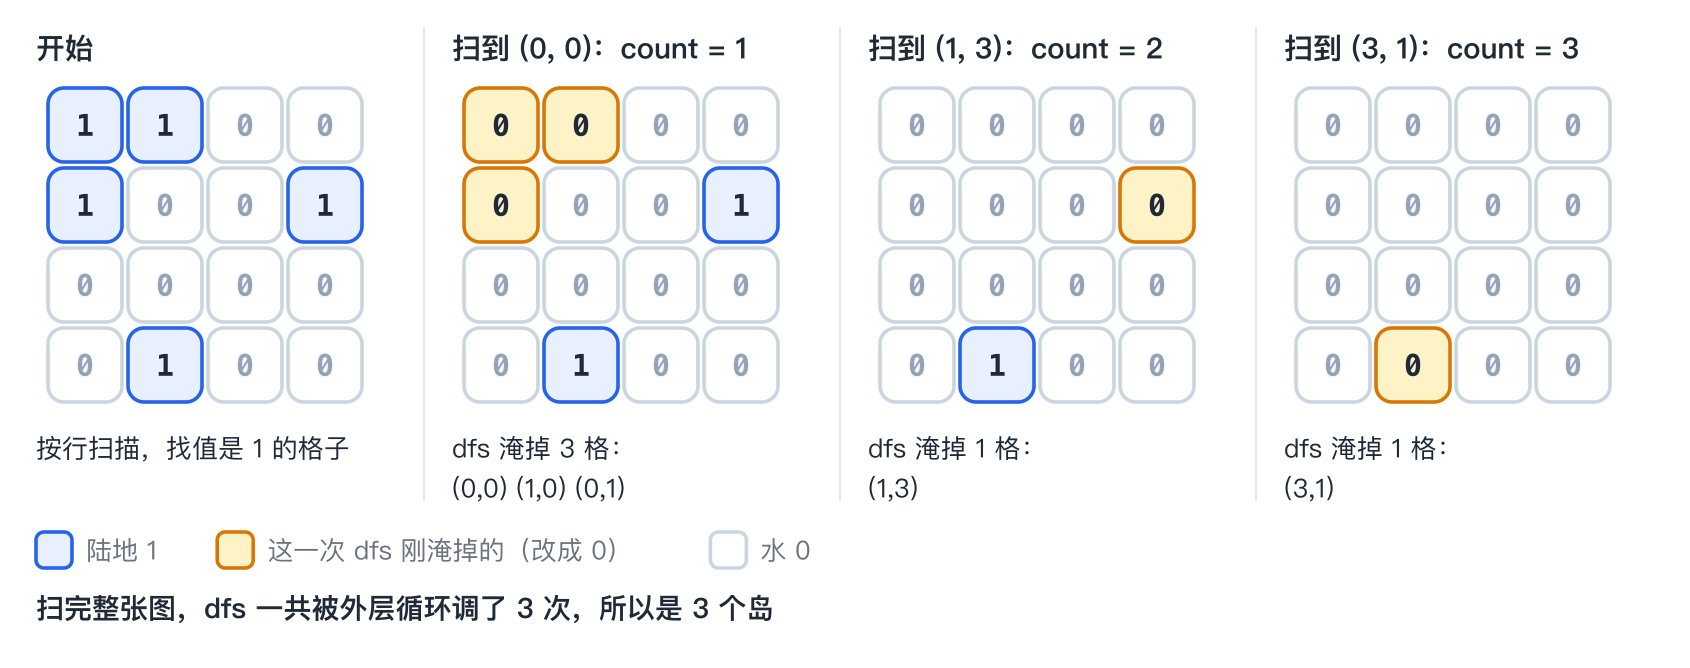 开始
1 1 0 0
1 0 0 1
0 0 0 0
0 1 0 0
按行扫描，找值是 1 的格子
扫到 (0, 0)：count = 1
0 0 0 0
0 0 0 1
0 0 0 0
0 1 0 0
dfs 淹掉 3 格：
(0,0) (1,0) (0,1)
扫到 (1, 3)：count = 2
0 0 0 0
0 0 0 0
0 0 0 0
0 1 0 0
dfs 淹掉 1 格：
(1,3)
扫到 (3, 1)：count = 3
0 0 0 0
0 0 0 0
0 0 0 0
0 0 0 0
dfs 淹掉 1 格：
(3,1)
陆地 1
这一次 dfs 刚淹掉的（改成 0）
水 0
扫完整张图，dfs 一共被外层循环调了 3 次，所以是 3 个岛